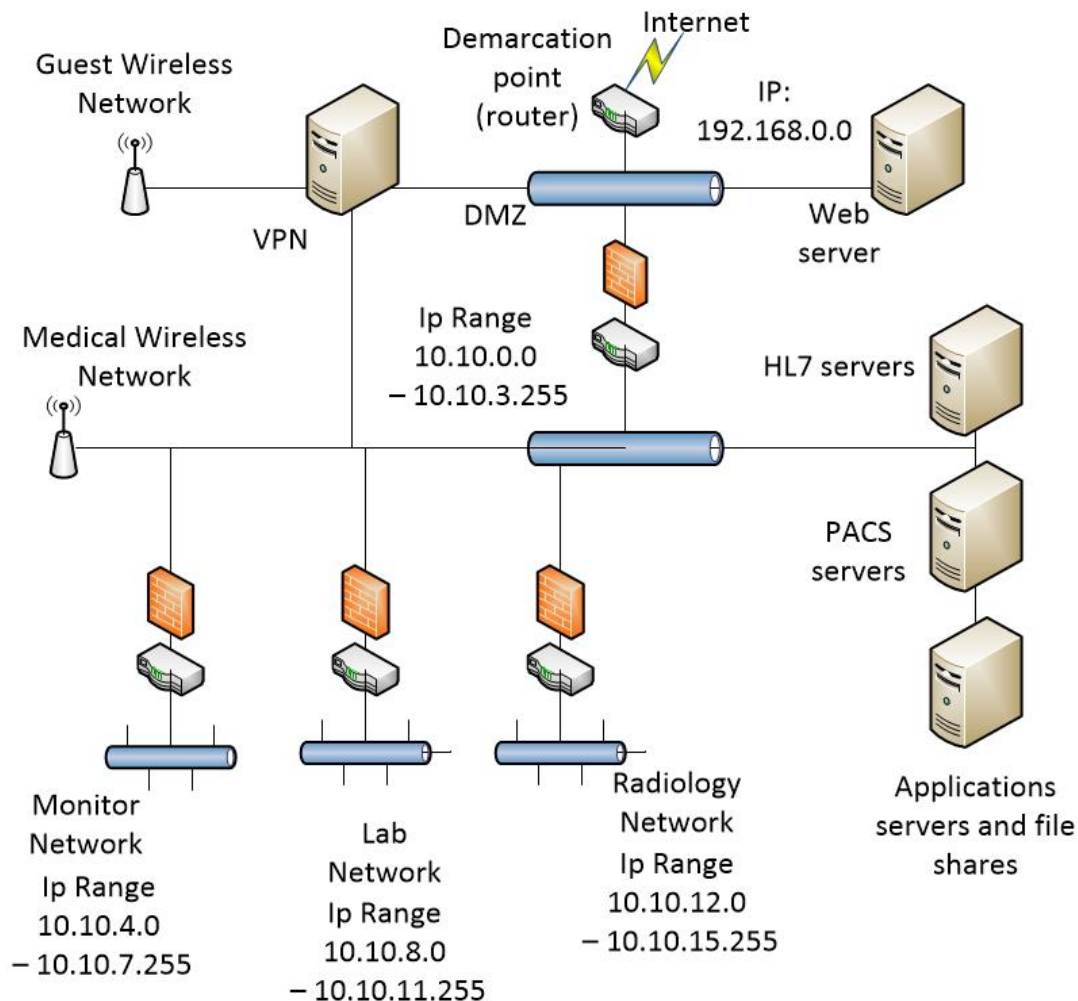 Internet
Demarcation
point
(router)
Guest Wireless
Network
IP:
192.168.0.0
VPN
DMZ
Web
server
Ip Range
10.10.0.0
– 10.10.3.255
Medical Wireless
Network
HL7 servers
PACS
servers
Monitor
Network
Ip Range
10.10.4.0
– 10.10.7.255
Lab
Network
Ip Range
10.10.8.0
– 10.10.11.255
Radiology
Network
Ip Range
10.10.12.0
– 10.10.15.255
Applications
servers and file
shares